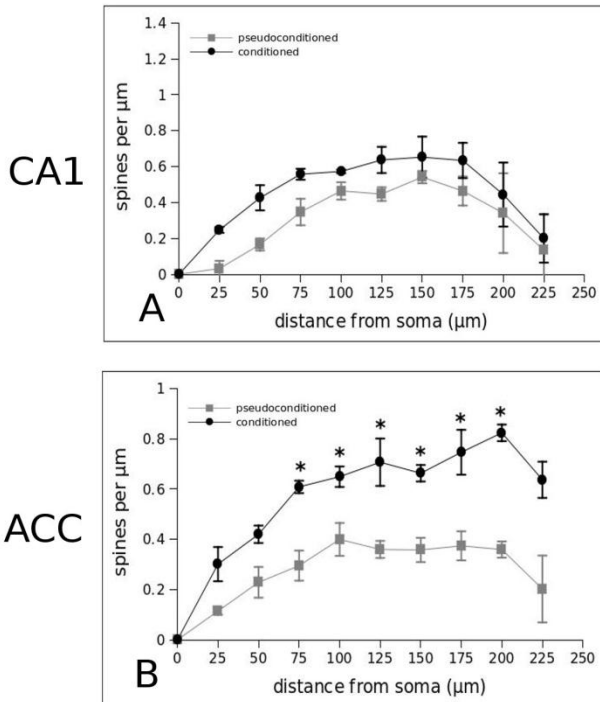 CA1
spines per µm
1.4
1.2
1
0.8
0.6
0.4
0.2
0
pseudoconditioned
conditioned
0 25 50 75 100 125 150 175 200 225 250
A
distance from soma (µm)
ACC
spines per µm
1
0.8
0.6
0.4
0.2
0
pseudoconditioned
conditioned
* * * * * *
0 25 50 75 100 125 150 175 200 225 250
B
distance from soma (µm)